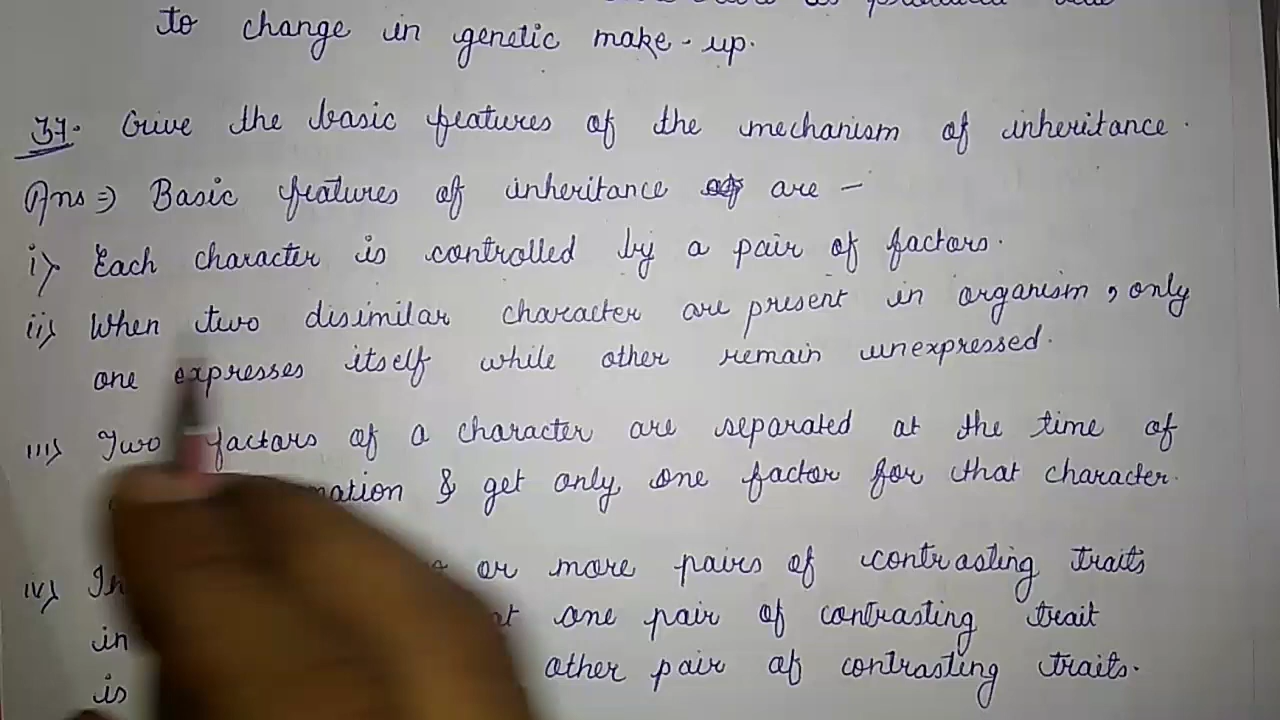 to change in genetic make-up.
37. Give the basic features of the mechanism of inheritance.
Ans ⇒ Basic features of inheritance are —
i) Each character is controlled by a pair of factors.
ii) When two disimilar character are present in organism, only
one expresses itself while other remain unexpressed.
iii) Two factors of a character are separated at the time of
& get only one factor for that character.
iv) or more pairs of contrasting traits
in one pair of contrasting trait
is other pair of contrasting traits.